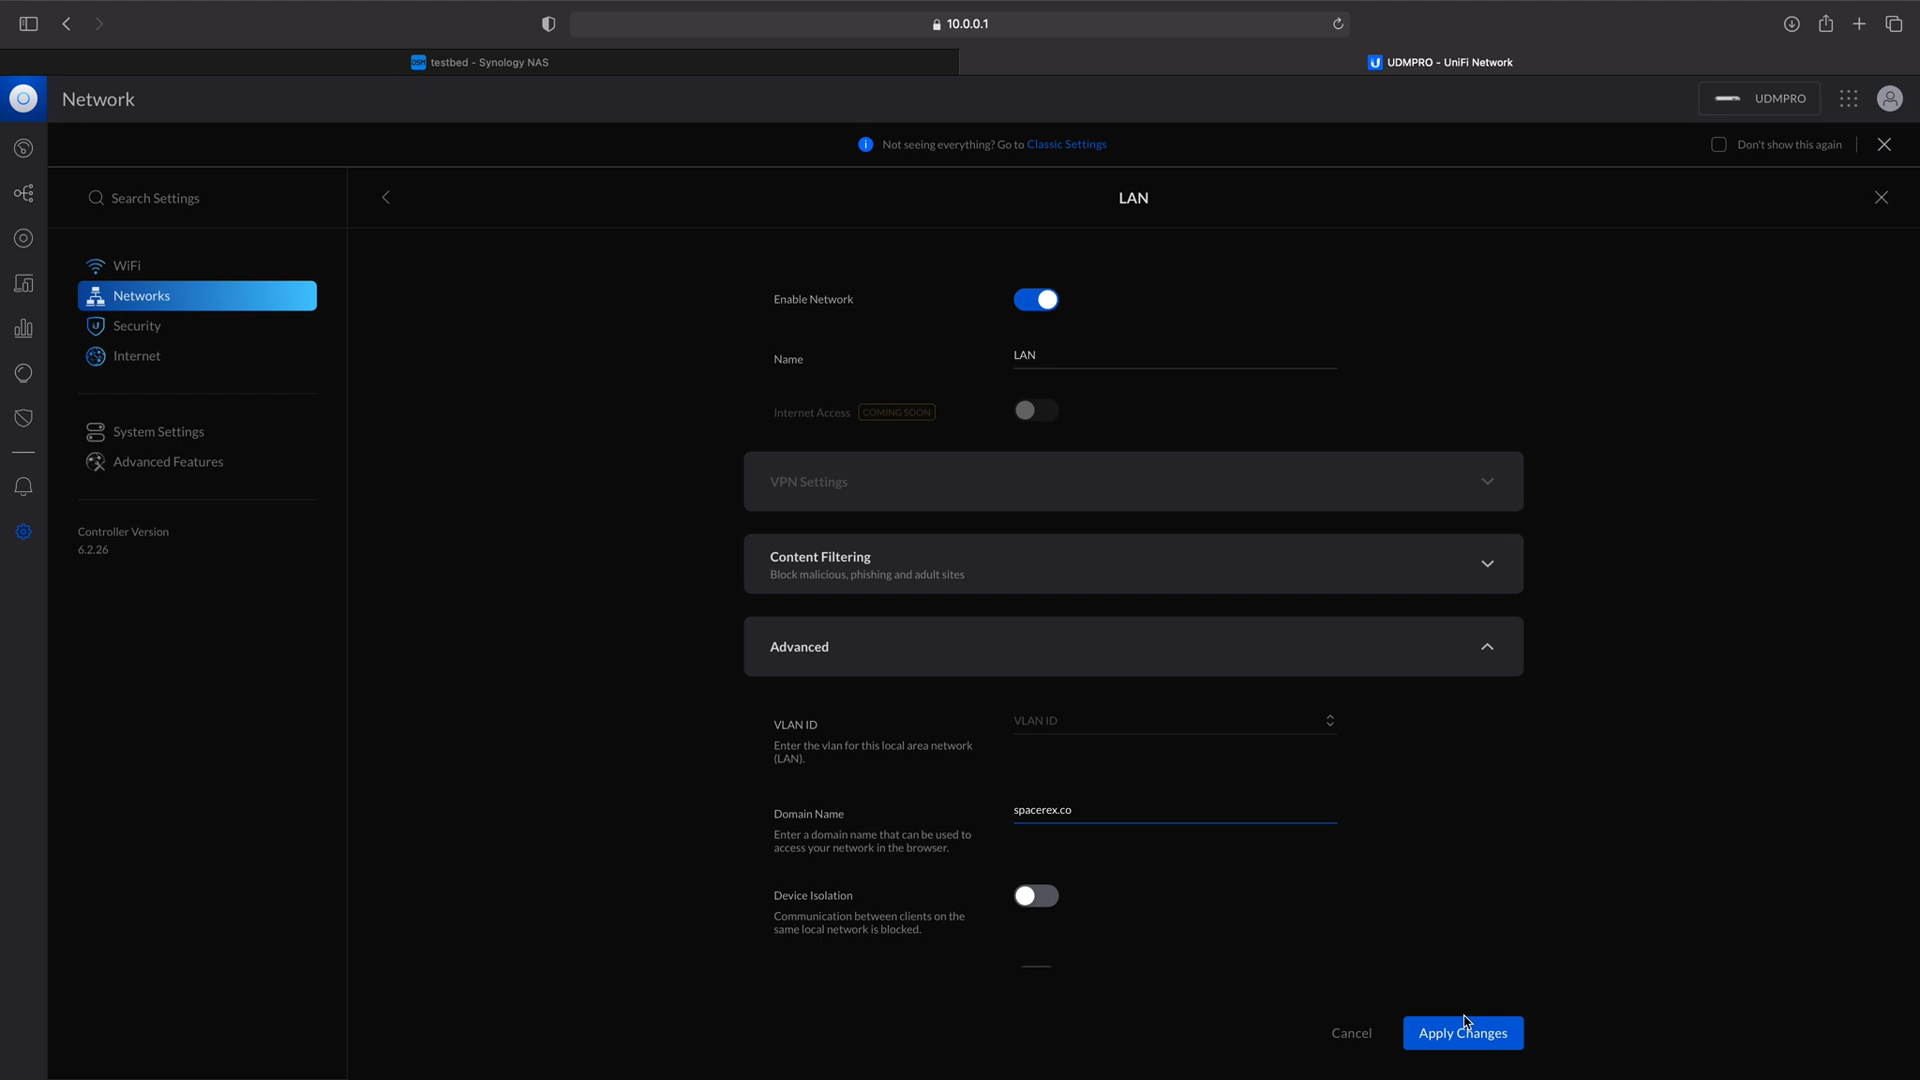 10.0.0.1
testbed - Synology NAS
UDMPRO - UniFi Network
Network
UDMPRO
Not seeing everything? Go to Classic Settings
Don't show this again
Search Settings
LAN
WiFi
Networks
Security
Internet
System Settings
Advanced Features
Controller Version
6.2.26
Enable Network
Name
LAN
Internet Access COMING SOON
VPN Settings
Content Filtering
Block malicious, phishing and adult sites
Advanced
VLAN ID
VLAN ID
Enter the vlan for this local area network
(LAN).
Domain Name
spacerex.co
Enter a domain name that can be used to
access your network in the browser.
Device Isolation
Communication between clients on the
same local network is blocked.
Cancel
Apply Changes